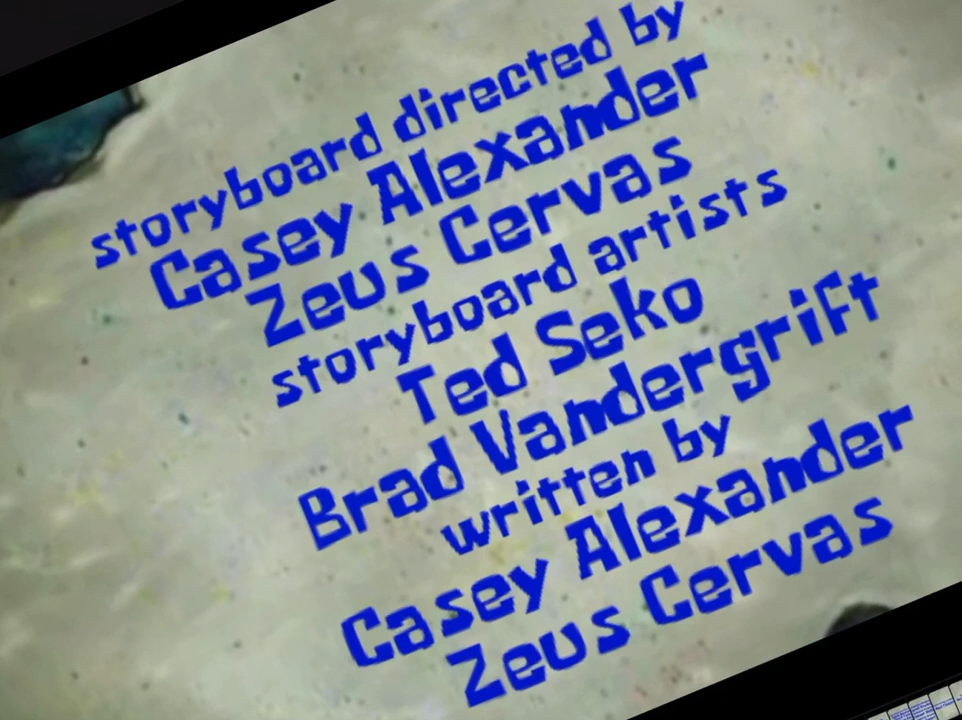 storyboard directed by
Casey Alexander
Zeus Cervas
storyboard artists
Ted Seko
Brad Vandergrift
written by
Casey Alexander
Zeus Cervas